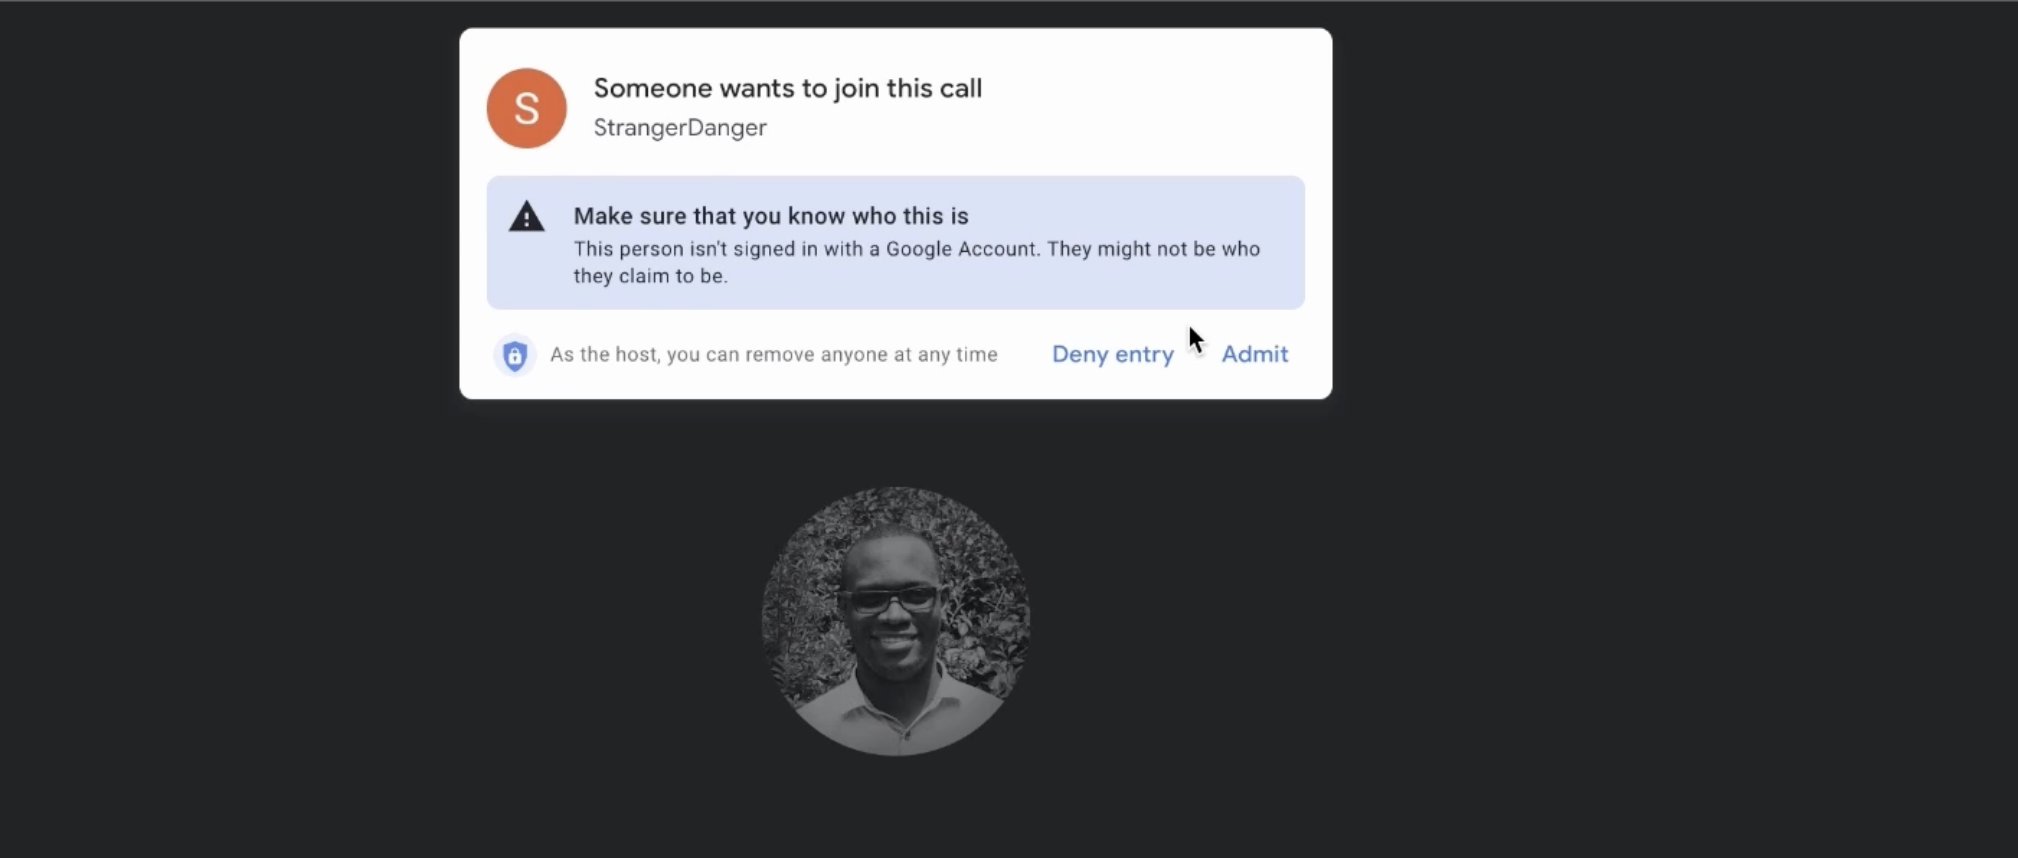 S
Someone wants to join this call
StrangerDanger
Make sure that you know who this is
This person isn't signed in with a Google Account. They might not be who
they claim to be.
As the host, you can remove anyone at any time
Deny entry
Admit